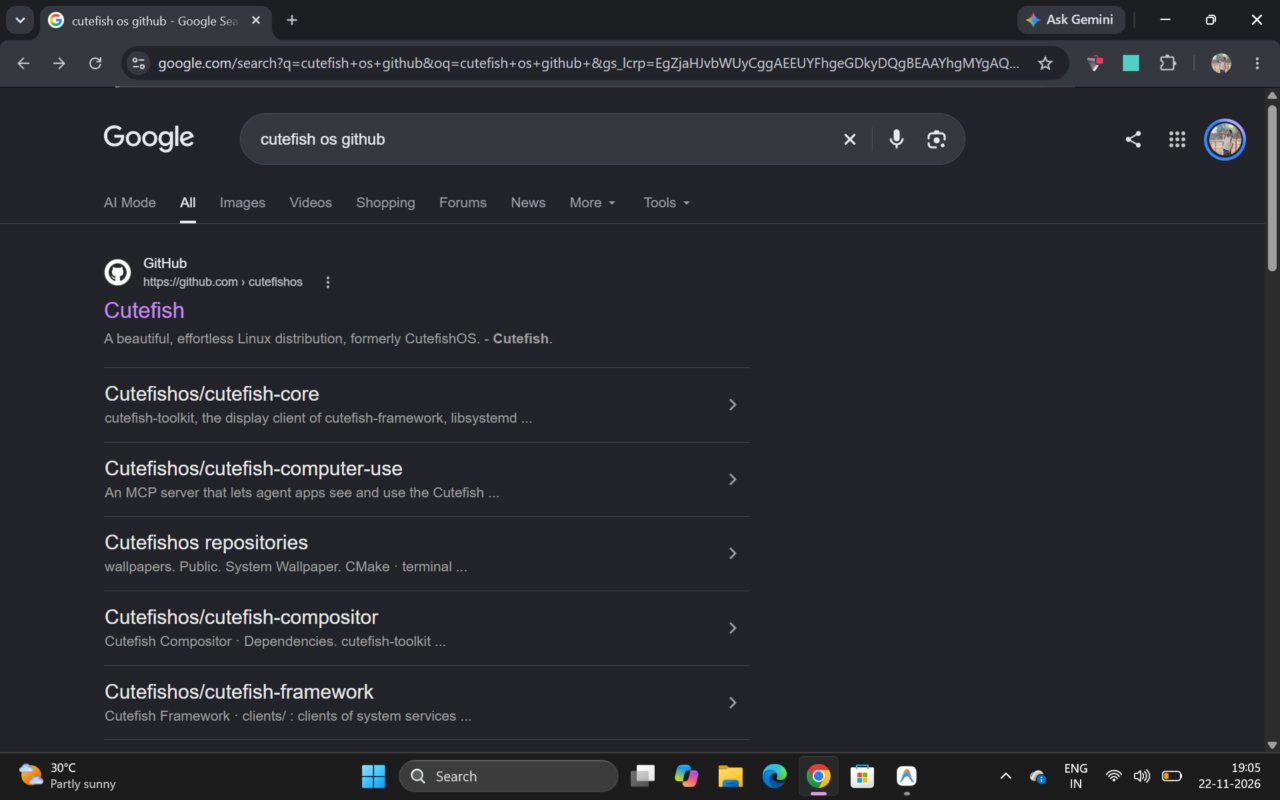 cutefish os github - Google Sea
Ask Gemini
google.com/search?q=cutefish+os+github&oq=cutefish+os+github+&gs_lcrp=EgZjaHJvbWUyCggAEEUYFhgeGDkyDQgBEAAYhgMYgAQ...
Google
cutefish os github
AI Mode All Images Videos Shopping Forums News More Tools
GitHub
https://github.com › cutefishos
Cutefish
A beautiful, effortless Linux distribution, formerly CutefishOS. - Cutefish.
Cutefishos/cutefish-core
cutefish-toolkit, the display client of cutefish-framework, libsystemd ...
Cutefishos/cutefish-computer-use
An MCP server that lets agent apps see and use the Cutefish ...
Cutefishos repositories
wallpapers. Public. System Wallpaper. CMake · terminal ...
Cutefishos/cutefish-compositor
Cutefish Compositor · Dependencies. cutefish-toolkit ...
Cutefishos/cutefish-framework
Cutefish Framework · clients/ : clients of system services ...
30°C
Partly sunny
Search
ENG
IN
19:05
22-11-2026